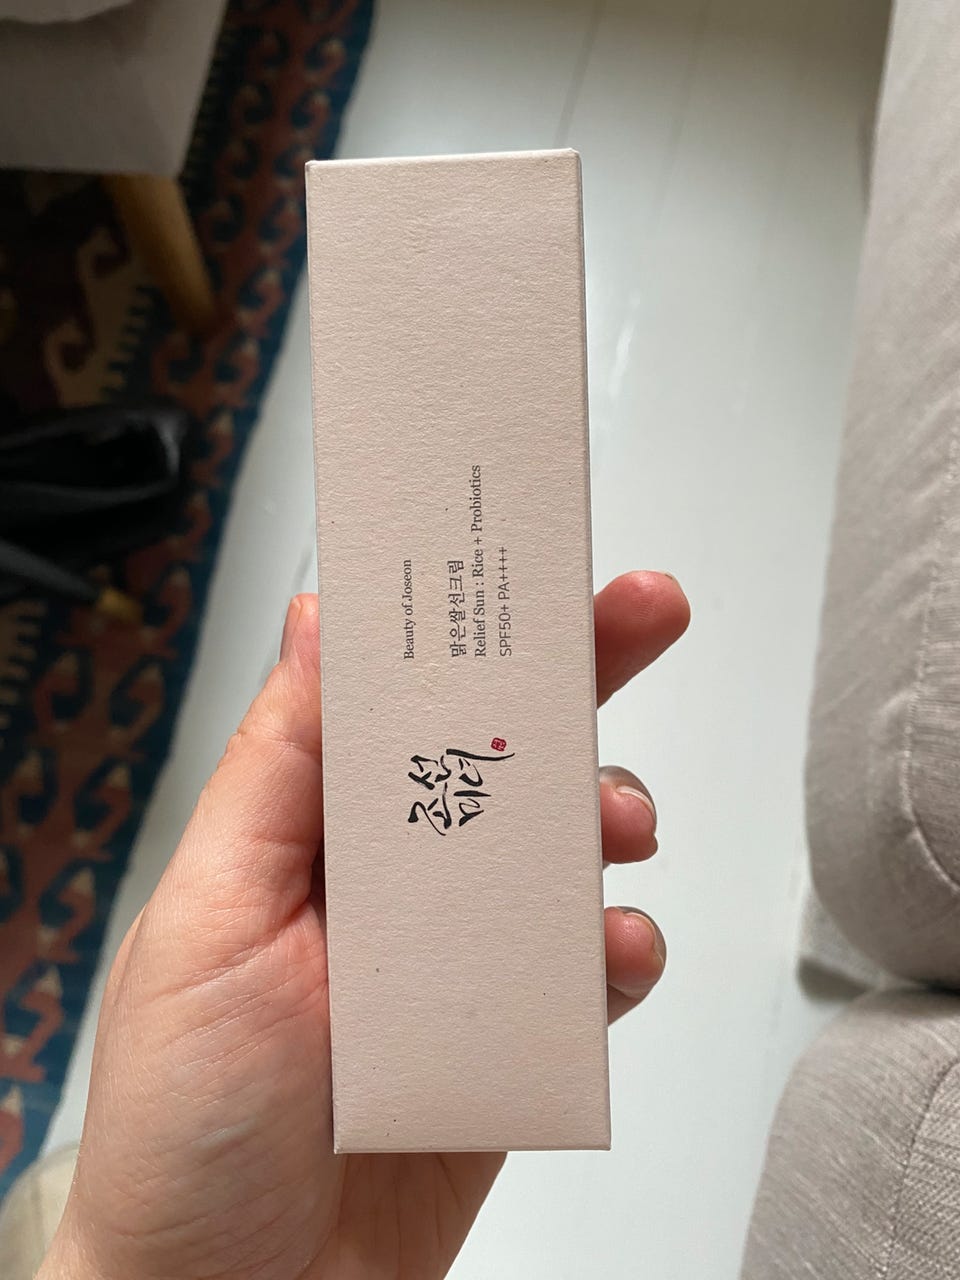 조선
미녀
Beauty of Joseon
맑은쌀선크림
Relief Sun : Rice + Probiotics
SPF50+ PA++++